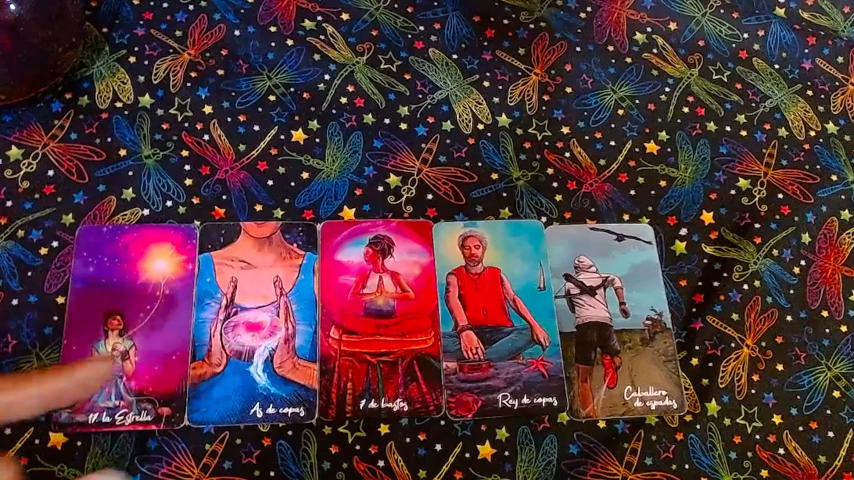 17. la Estrella
As de copas
7 de bastos
Rey de copas
Caballero
de espadas